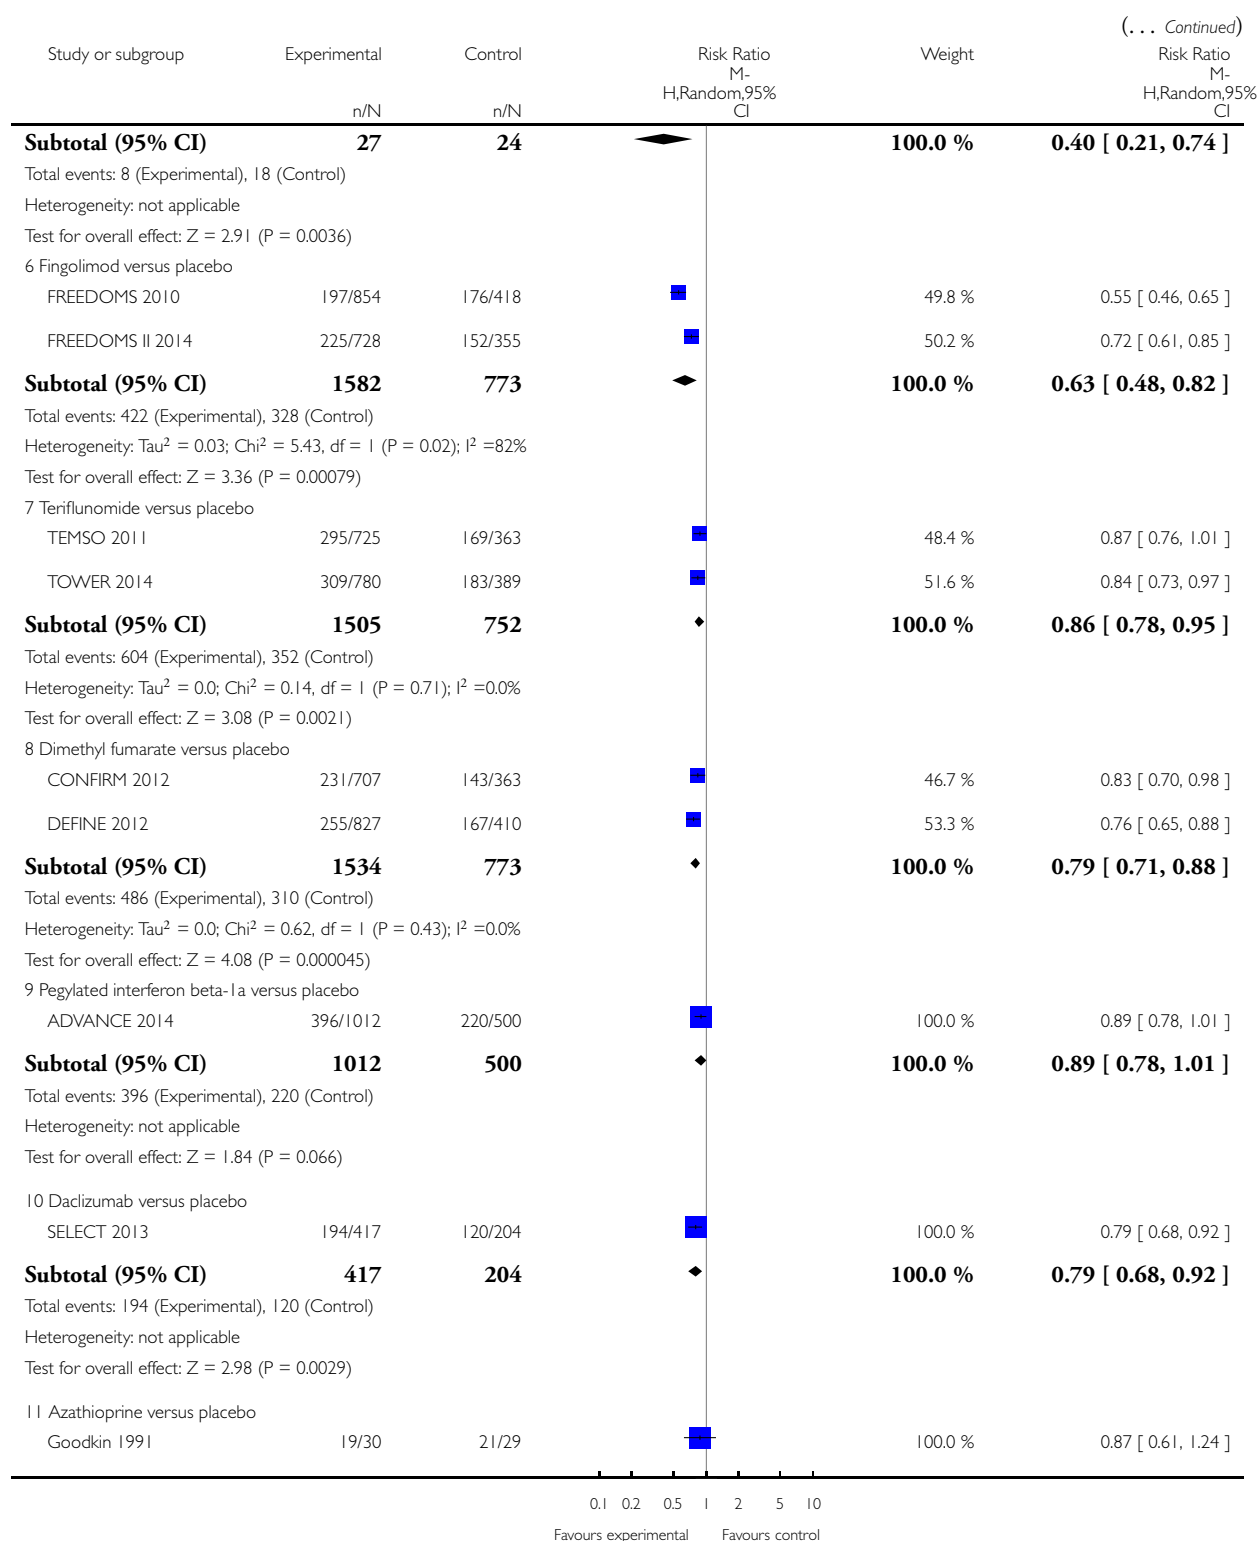 (... Continued)
Study or subgroup Experimental Control Risk Ratio Weight Risk Ratio
M- M-
H,Random,95% H,Random,95%
n/N n/N CI CI
Subtotal (95% CI) 27 24 100.0 % 0.40 [ 0.21, 0.74 ]
Total events: 8 (Experimental), 18 (Control)
Heterogeneity: not applicable
Test for overall effect: Z = 2.91 (P = 0.0036)
6 Fingolimod versus placebo
FREEDOMS 2010 197/854 176/418 49.8 % 0.55 [ 0.46, 0.65 ]
FREEDOMS II 2014 225/728 152/355 50.2 % 0.72 [ 0.61, 0.85 ]
Subtotal (95% CI) 1582 773 100.0 % 0.63 [ 0.48, 0.82 ]
Total events: 422 (Experimental), 328 (Control)
Heterogeneity: Tau² = 0.03; Chi² = 5.43, df = 1 (P = 0.02); I² =82%
Test for overall effect: Z = 3.36 (P = 0.00079)
7 Teriflunomide versus placebo
TEMSO 2011 295/725 169/363 48.4 % 0.87 [ 0.76, 1.01 ]
TOWER 2014 309/780 183/389 51.6 % 0.84 [ 0.73, 0.97 ]
Subtotal (95% CI) 1505 752 100.0 % 0.86 [ 0.78, 0.95 ]
Total events: 604 (Experimental), 352 (Control)
Heterogeneity: Tau² = 0.0; Chi² = 0.14, df = 1 (P = 0.71); I² =0.0%
Test for overall effect: Z = 3.08 (P = 0.0021)
8 Dimethyl fumarate versus placebo
CONFIRM 2012 231/707 143/363 46.7 % 0.83 [ 0.70, 0.98 ]
DEFINE 2012 255/827 167/410 53.3 % 0.76 [ 0.65, 0.88 ]
Subtotal (95% CI) 1534 773 100.0 % 0.79 [ 0.71, 0.88 ]
Total events: 486 (Experimental), 310 (Control)
Heterogeneity: Tau² = 0.0; Chi² = 0.62, df = 1 (P = 0.43); I² =0.0%
Test for overall effect: Z = 4.08 (P = 0.000045)
9 Pegylated interferon beta-1a versus placebo
ADVANCE 2014 396/1012 220/500 100.0 % 0.89 [ 0.78, 1.01 ]
Subtotal (95% CI) 1012 500 100.0 % 0.89 [ 0.78, 1.01 ]
Total events: 396 (Experimental), 220 (Control)
Heterogeneity: not applicable
Test for overall effect: Z = 1.84 (P = 0.066)
10 Daclizumab versus placebo
SELECT 2013 194/417 120/204 100.0 % 0.79 [ 0.68, 0.92 ]
Subtotal (95% CI) 417 204 100.0 % 0.79 [ 0.68, 0.92 ]
Total events: 194 (Experimental), 120 (Control)
Heterogeneity: not applicable
Test for overall effect: Z = 2.98 (P = 0.0029)
11 Azathioprine versus placebo
Goodkin 1991 19/30 21/29 100.0 % 0.87 [ 0.61, 1.24 ]
0.1 0.2 0.5 1 2 5 10
Favours experimental Favours control